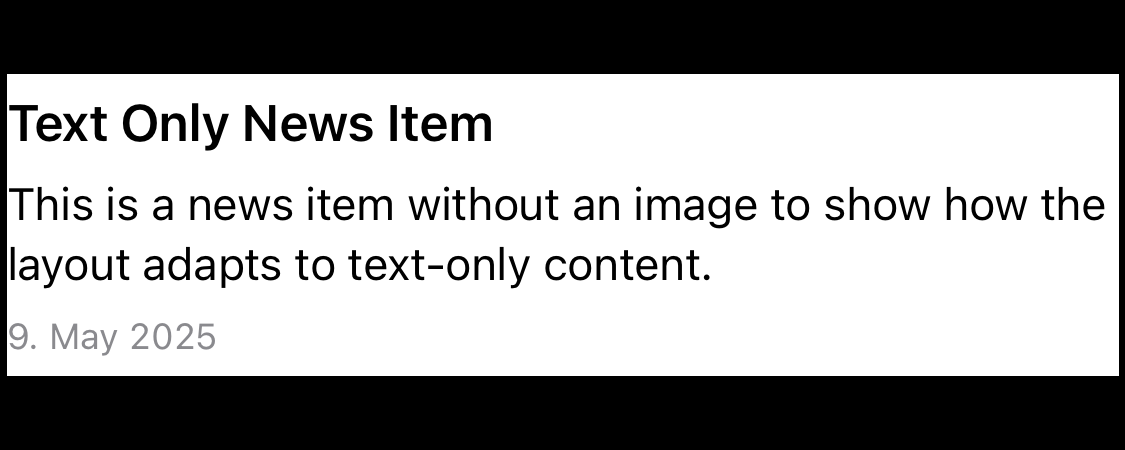 Text Only News Item
This is a news item without an image to show how the
layout adapts to text-only content.
9. May 2025